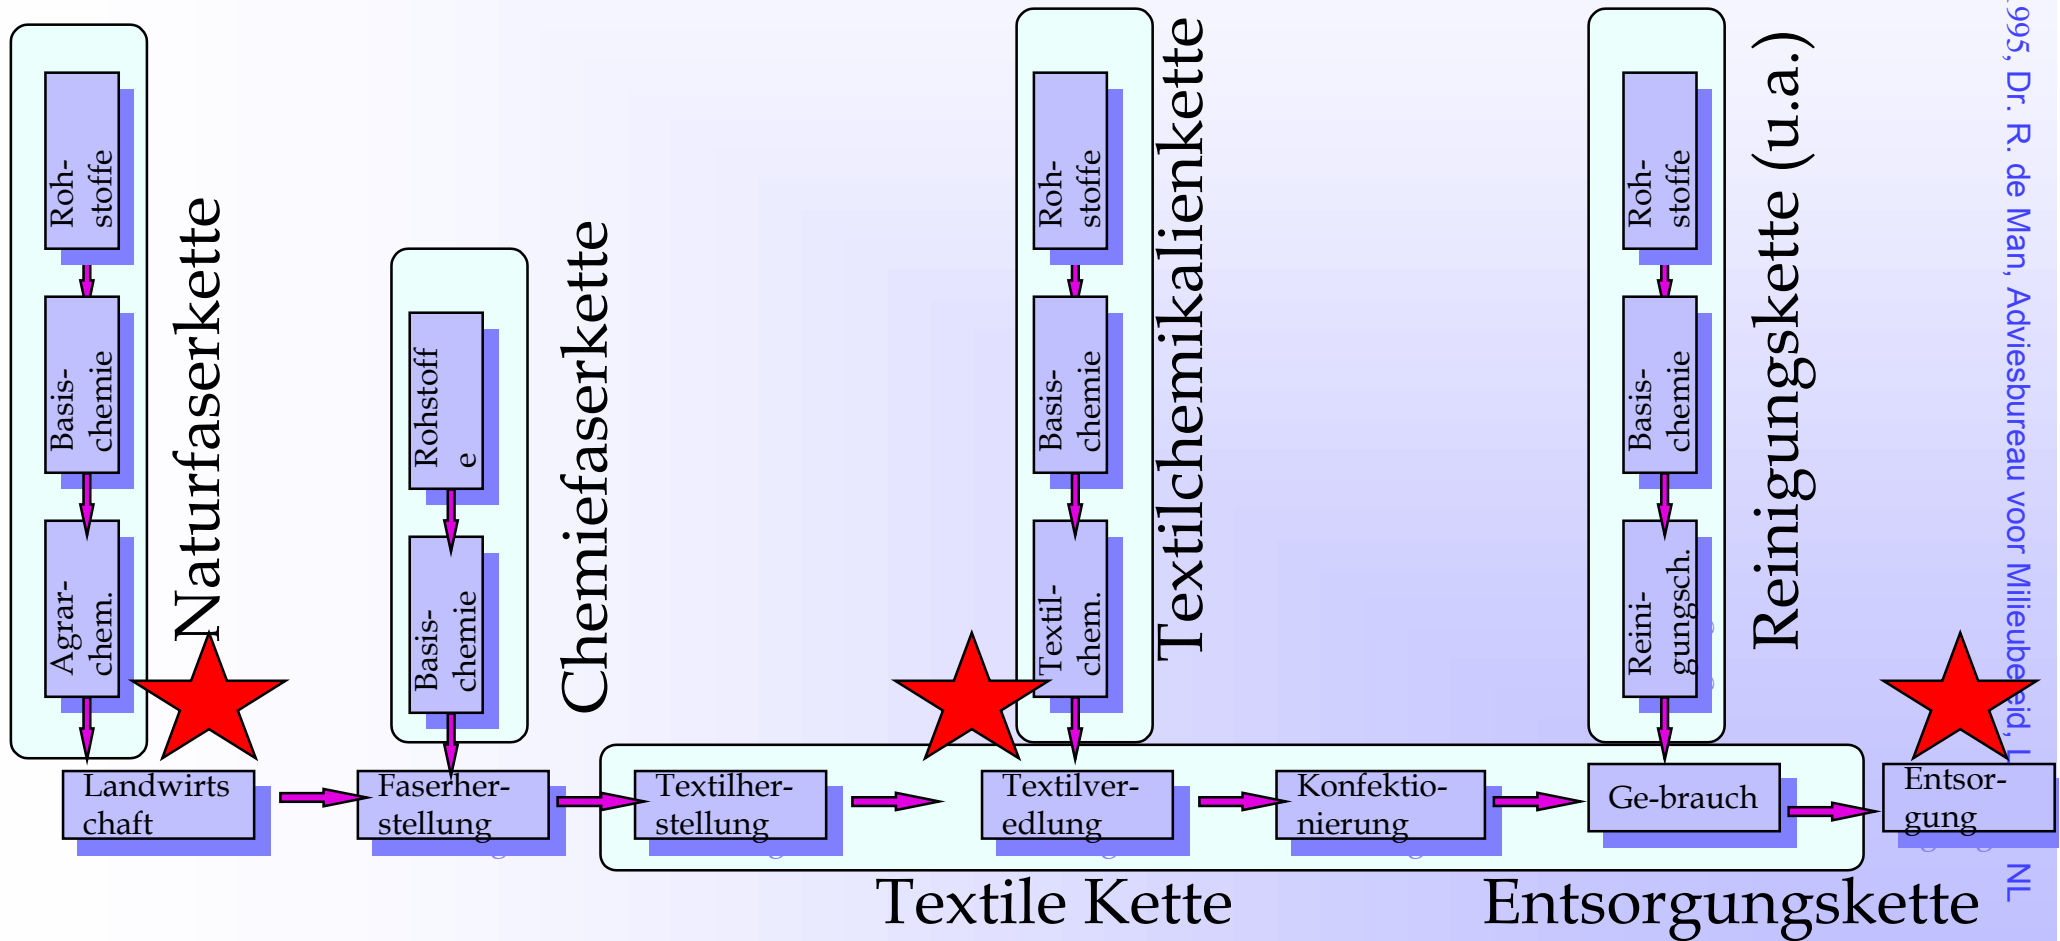 Roh-
stoffe
Basis-
chemie
Agrar-
chem.
Naturfaserkette
Rohstoff
e
Basis-
chemie
Chemiefaserkette
Roh-
stoffe
Basis-
chemie
Textil-
chem.
Textilchemikalienkette
Roh-
stoffe
Basis-
chemie
Reini-
gungsch.
Reinigungskette (u.a.)
Landwirts
chaft
Faserher-
stellung
Textilher-
stellung
Textilver-
edlung
Konfektio-
nierung
Ge-brauch
Entsor-
gung
Textile Kette
Entsorgungskette
1995, Dr. R. de Man, Adviesbureau voor NL